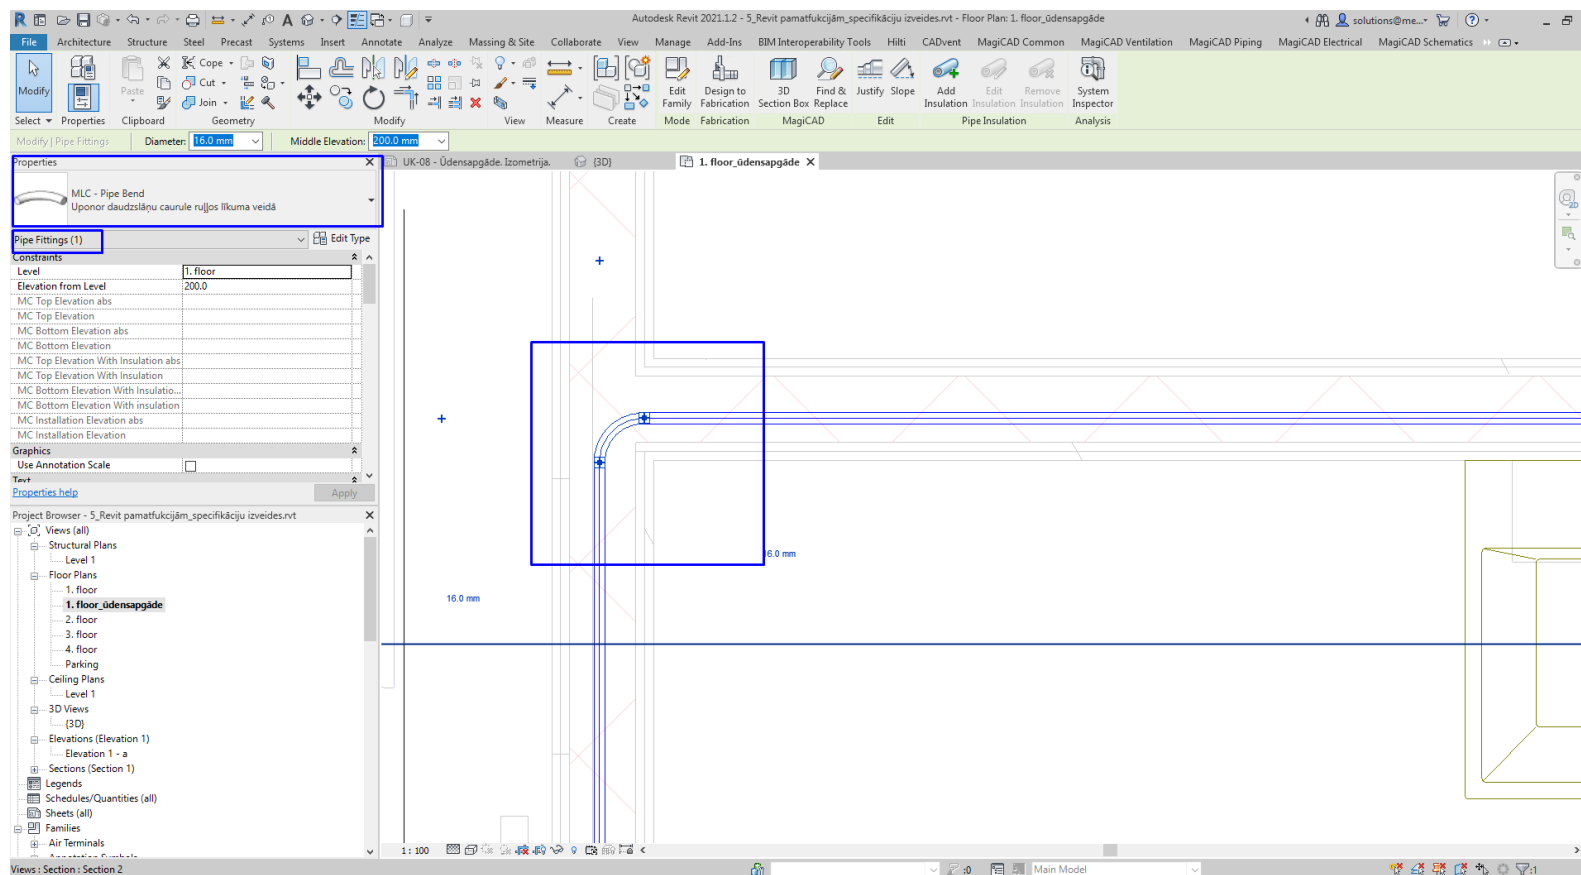 Autodesk Revit 2021.1.2 - 5_Revit pamatfukcijām_specifikāciju izveides.rvt - Floor Plan: 1. floor_ūdensapgāde
solutions@me...
File Architecture Structure Steel Precast Systems Insert Annotate Analyze Massing & Site Collaborate View Manage Add-Ins BIM Interoperability Tools Hilti CADvent MagiCAD Common MagiCAD Ventilation MagiCAD Piping MagiCAD Electrical MagiCAD Schematics
Cope
Modify Paste Cut Edit Design to 3D Find & Justify Slope Add Edit Remove System
Join Family Fabrication Section Box Replace Insulation Insulation Insulation Inspector
Select Properties Clipboard Geometry Modify View Measure Create Mode Fabrication MagiCAD Edit Pipe Insulation Analysis
Modify | Pipe Fittings Diameter: 16.0 mm Middle Elevation: 200.0 mm
Properties
UK-08 - Ūdensapgāde. Izometrija. {3D} 1. floor_ūdensapgāde
MLC - Pipe Bend
Uponor daudzslāņu caurule ruļļos līkuma veidā
Pipe Fittings (1) Edit Type
Constraints
Level 1. floor
Elevation from Level 200.0
MC Top Elevation abs
MC Top Elevation
MC Bottom Elevation abs
MC Bottom Elevation
MC Top Elevation With Insulation abs
MC Top Elevation With Insulation
MC Bottom Elevation With Insulatio...
MC Bottom Elevation With insulation
MC Installation Elevation abs
MC Installation Elevation
Graphics
Use Annotation Scale
Text
Properties help Apply
Project Browser - 5_Revit pamatfukcijām_specifikāciju izveides.rvt
Views (all)
Structural Plans
Level 1
Floor Plans
1. floor
1. floor_ūdensapgāde
2. floor
3. floor
4. floor
Parking
Ceiling Plans
Level 1
3D Views
{3D}
Elevations (Elevation 1)
Elevation 1 - a
Sections (Section 1)
Legends
Schedules/Quantities (all)
Sheets (all)
Families
Air Terminals
Annotation Symbols
16.0 mm
16.0 mm
2D
1 : 100
Views : Section : Section 2
:0 Main Model :1